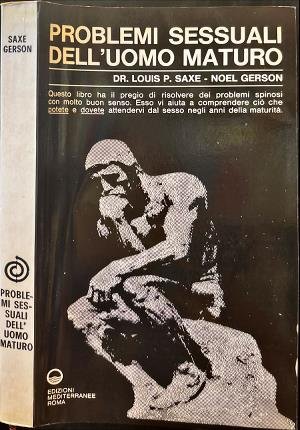 SAXE
GERSON
PROBLE-
MI SES-
SUALI
DELL'
UOMO
MATURO
PROBLEMI SESSUALI
DELL'UOMO MATURO
DR. LOUIS P. SAXE - NOEL GERSON
Questo libro ha il pregio di risolvere dei problemi spinosi
con molto buon senso. Esso vi aiuta a comprendere ciò che
potete e dovete attendervi dal sesso negli anni della maturità.
EDIZIONI
MEDITERRANEE
ROMA